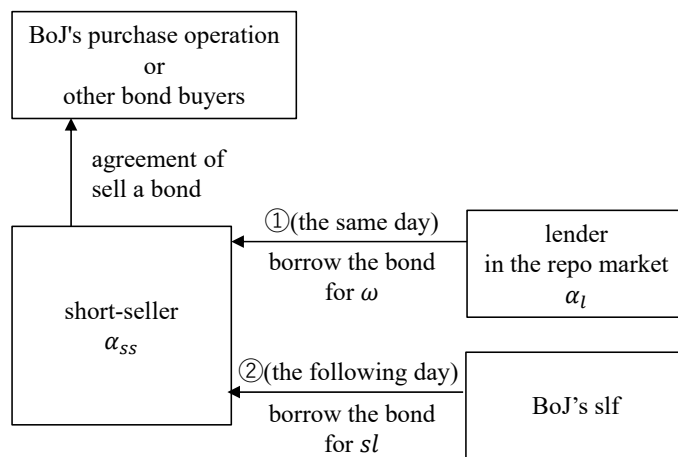 BoJ's purchase operation
or
other bond buyers
agreement of
sell a bond
①(the same day)
borrow the bond
for ω
lender
in the repo market
α_l
short-seller
α_ss
②(the following day)
borrow the bond
for sl
BoJ’s slf